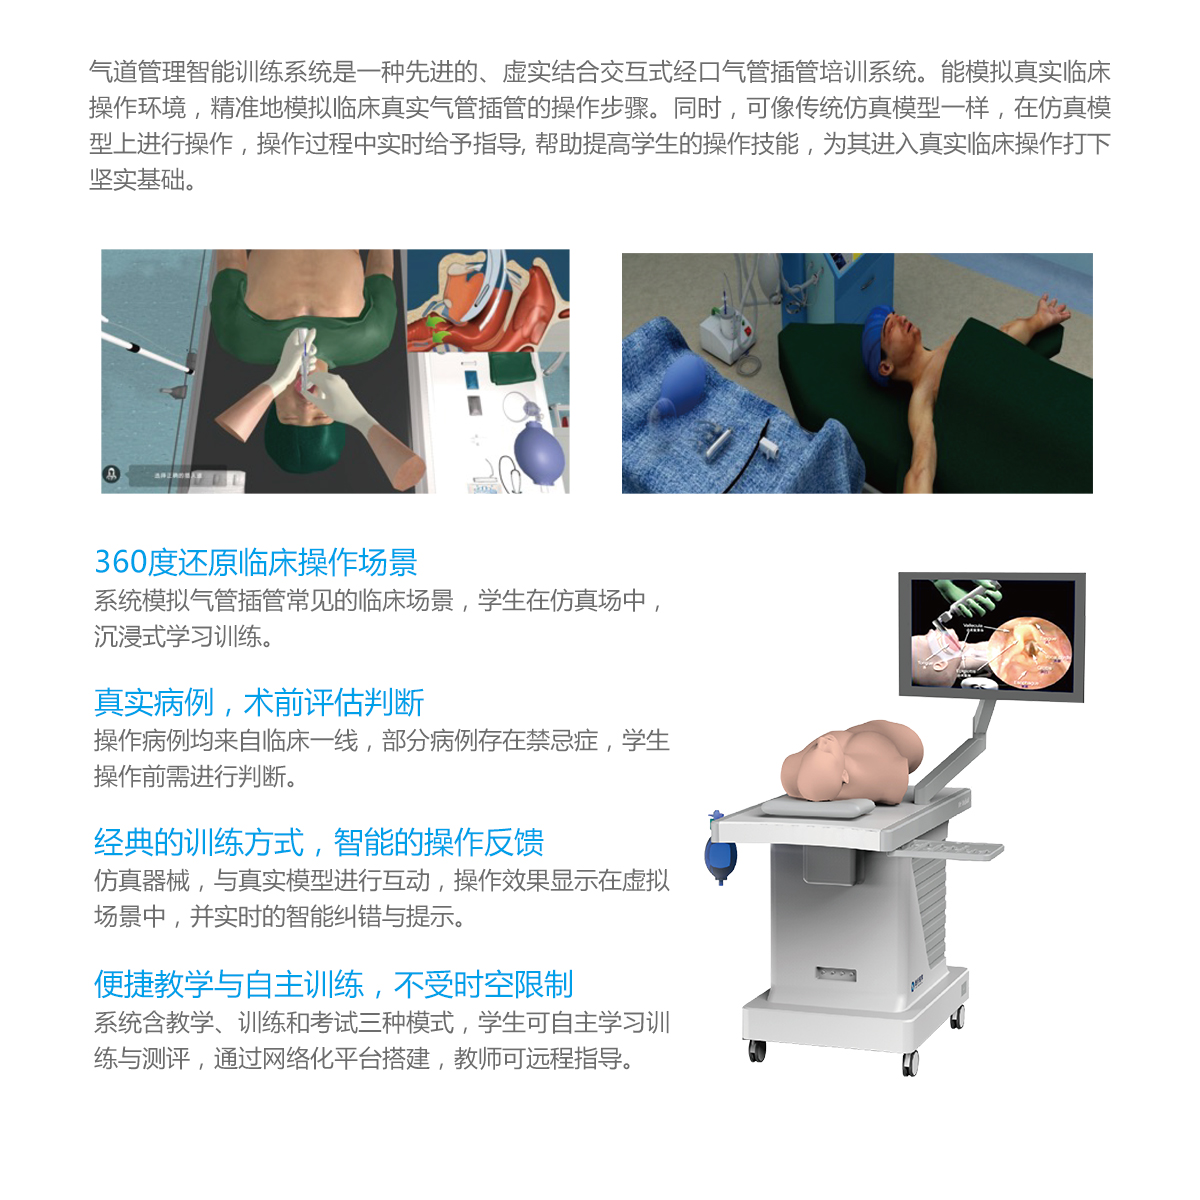 气道管理智能训练系统是一种先进的、虚实结合交互式经口气管插管培训系统。能模拟真实临床
操作环境，精准地模拟临床真实气管插管的操作步骤。同时，可像传统仿真模型一样，在仿真模
型上进行操作，操作过程中实时给予指导, 帮助提高学生的操作技能，为其进入真实临床操作打下
坚实基础。
360度还原临床操作场景
系统模拟气管插管常见的临床场景，学生在仿真场中，
沉浸式学习训练。
真实病例，术前评估判断
操作病例均来自临床一线，部分病例存在禁忌症，学生
操作前需进行判断。
经典的训练方式，智能的操作反馈
仿真器械，与真实模型进行互动，操作效果显示在虚拟
场景中，并实时的智能纠错与提示。
便捷教学与自主训练，不受时空限制
系统含教学、训练和考试三种模式，学生可自主学习训
练与测评，通过网络化平台搭建，教师可远程指导。
Vallecula